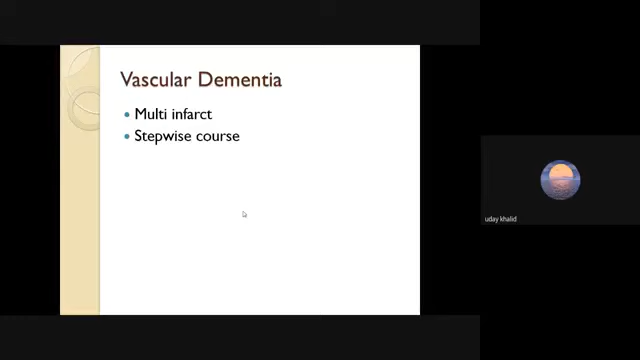 Vascular Dementia
• Multi infarct
• Stepwise course
uday khalid